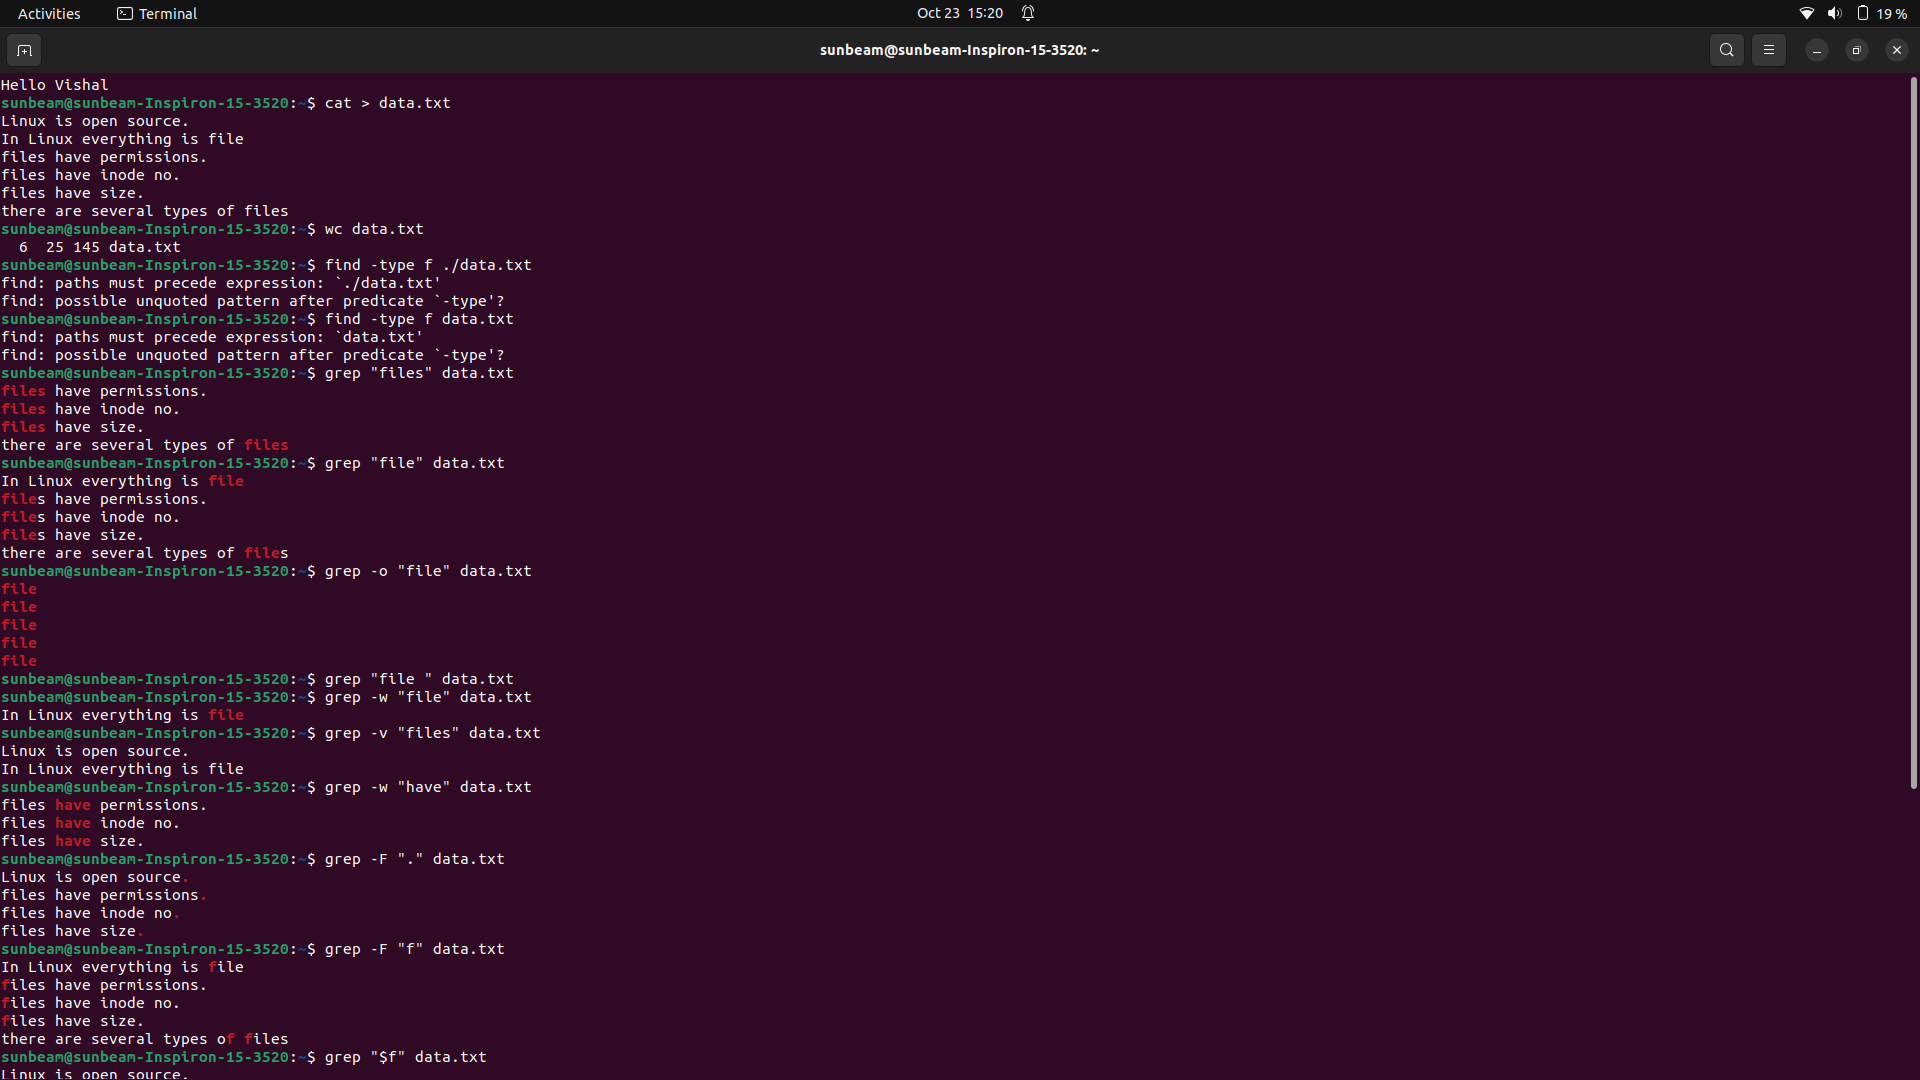 Activities
Terminal
Oct 23 15:20
19 %
sunbeam@sunbeam-Inspiron-15-3520: ~
Hello Vishal
sunbeam@sunbeam-Inspiron-15-3520:~$ cat > data.txt
Linux is open source.
In Linux everything is file
files have permissions.
files have inode no.
files have size.
there are several types of files
sunbeam@sunbeam-Inspiron-15-3520:~$ wc data.txt
  6  25 145 data.txt
sunbeam@sunbeam-Inspiron-15-3520:~$ find -type f ./data.txt
find: paths must precede expression: `./data.txt'
find: possible unquoted pattern after predicate `-type'?
sunbeam@sunbeam-Inspiron-15-3520:~$ find -type f data.txt
find: paths must precede expression: `data.txt'
find: possible unquoted pattern after predicate `-type'?
sunbeam@sunbeam-Inspiron-15-3520:~$ grep "files" data.txt
files have permissions.
files have inode no.
files have size.
there are several types of files
sunbeam@sunbeam-Inspiron-15-3520:~$ grep "file" data.txt
In Linux everything is file
files have permissions.
files have inode no.
files have size.
there are several types of files
sunbeam@sunbeam-Inspiron-15-3520:~$ grep -o "file" data.txt
file
file
file
file
file
sunbeam@sunbeam-Inspiron-15-3520:~$ grep "file " data.txt
sunbeam@sunbeam-Inspiron-15-3520:~$ grep -w "file" data.txt
In Linux everything is file
sunbeam@sunbeam-Inspiron-15-3520:~$ grep -v "files" data.txt
Linux is open source.
In Linux everything is file
sunbeam@sunbeam-Inspiron-15-3520:~$ grep -w "have" data.txt
files have permissions.
files have inode no.
files have size.
sunbeam@sunbeam-Inspiron-15-3520:~$ grep -F "." data.txt
Linux is open source.
files have permissions.
files have inode no.
files have size.
sunbeam@sunbeam-Inspiron-15-3520:~$ grep -F "f" data.txt
In Linux everything is file
files have permissions.
files have inode no.
files have size.
there are several types of files
sunbeam@sunbeam-Inspiron-15-3520:~$ grep "$f" data.txt
Linux is open source.